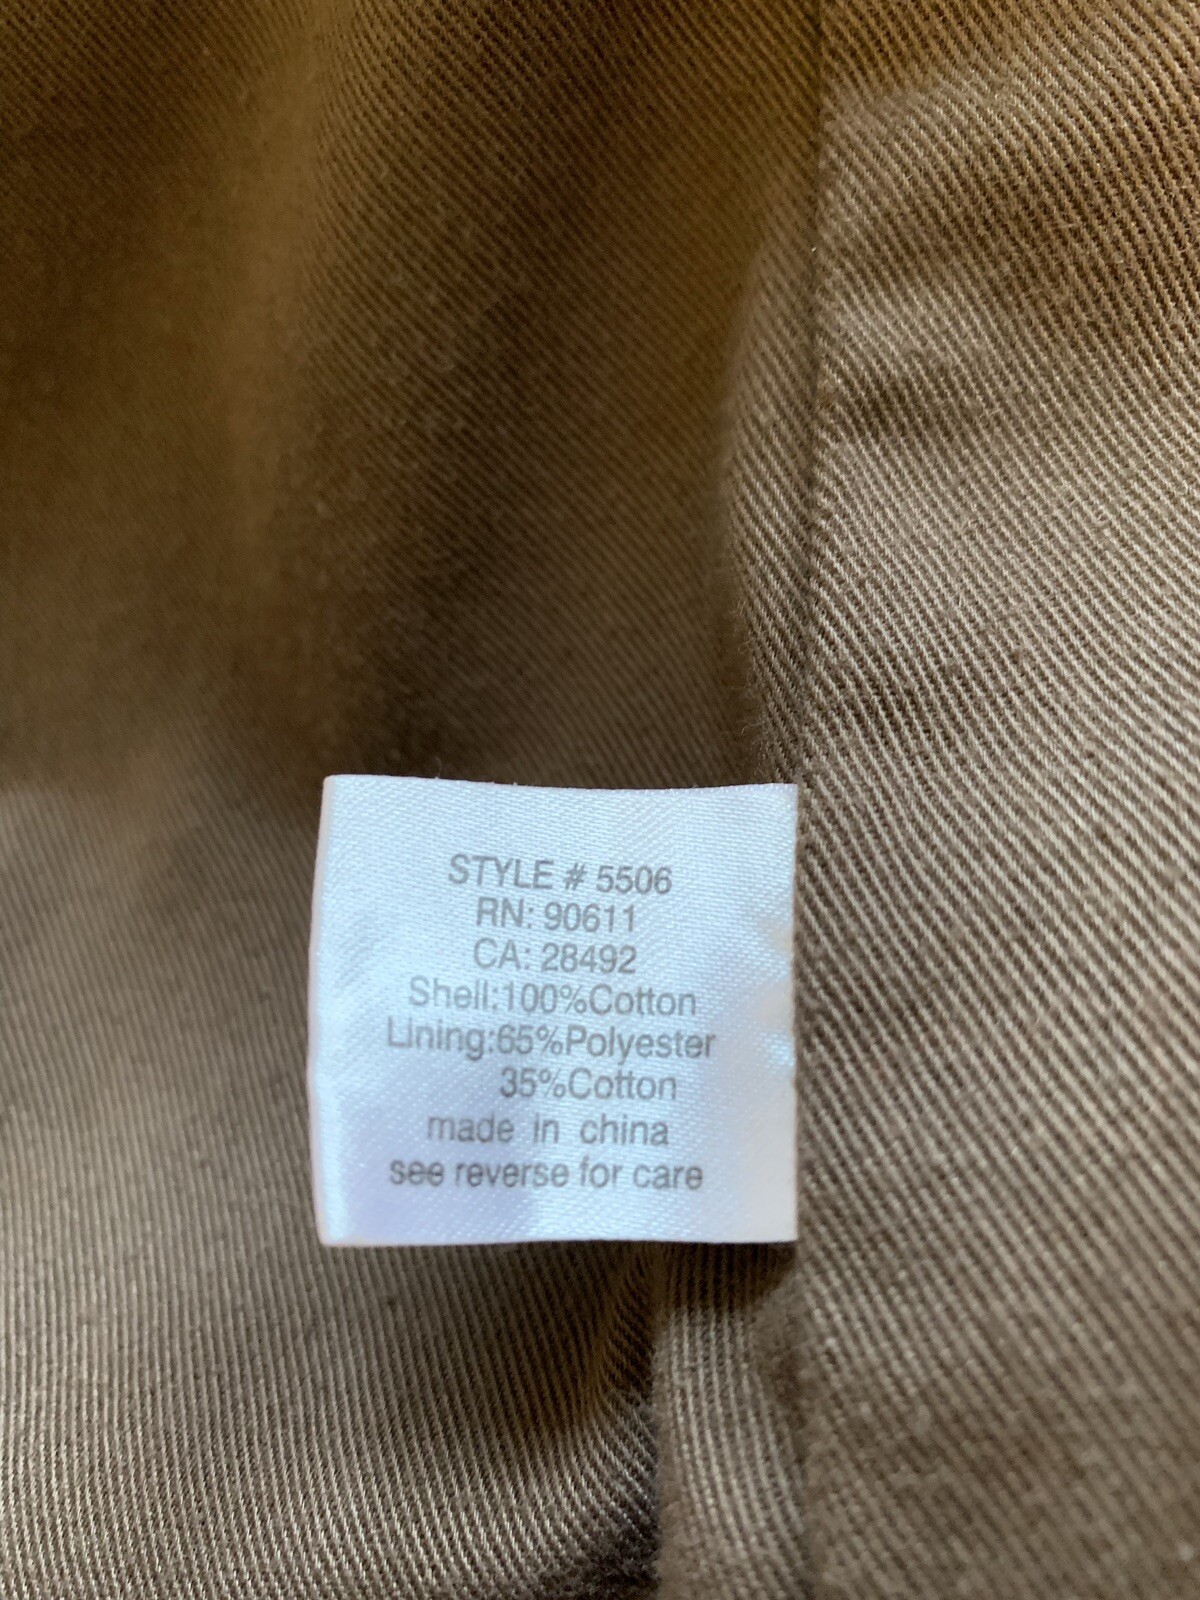 STYLE # 5506
RN: 90611
CA: 28492
Shell:100%Cotton
Lining:65%Polyester
35%Cotton
made in china
see reverse for care